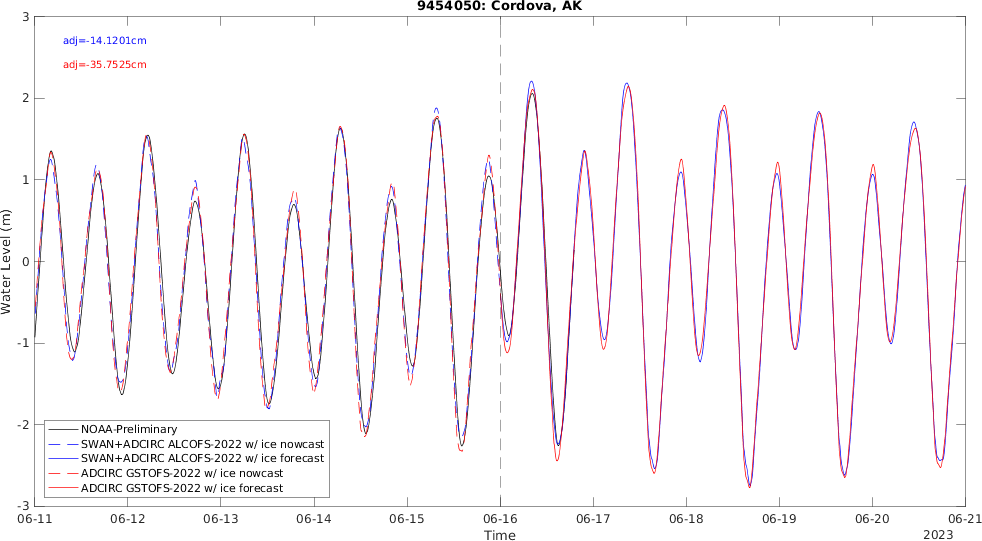 9454050: Cordova, AK
adj=-14.1201cm
adj=-35.7525cm
Water Level (m)
3
2
1
0
-1
-2
-3
NOAA-Preliminary
SWAN+ADCIRC ALCOFS-2022 w/ ice nowcast
SWAN+ADCIRC ALCOFS-2022 w/ ice forecast
ADCIRC GSTOFS-2022 w/ ice nowcast
ADCIRC GSTOFS-2022 w/ ice forecast
06-11 06-12 06-13 06-14 06-15 06-16 06-17 06-18 06-19 06-20 06-21
Time
2023